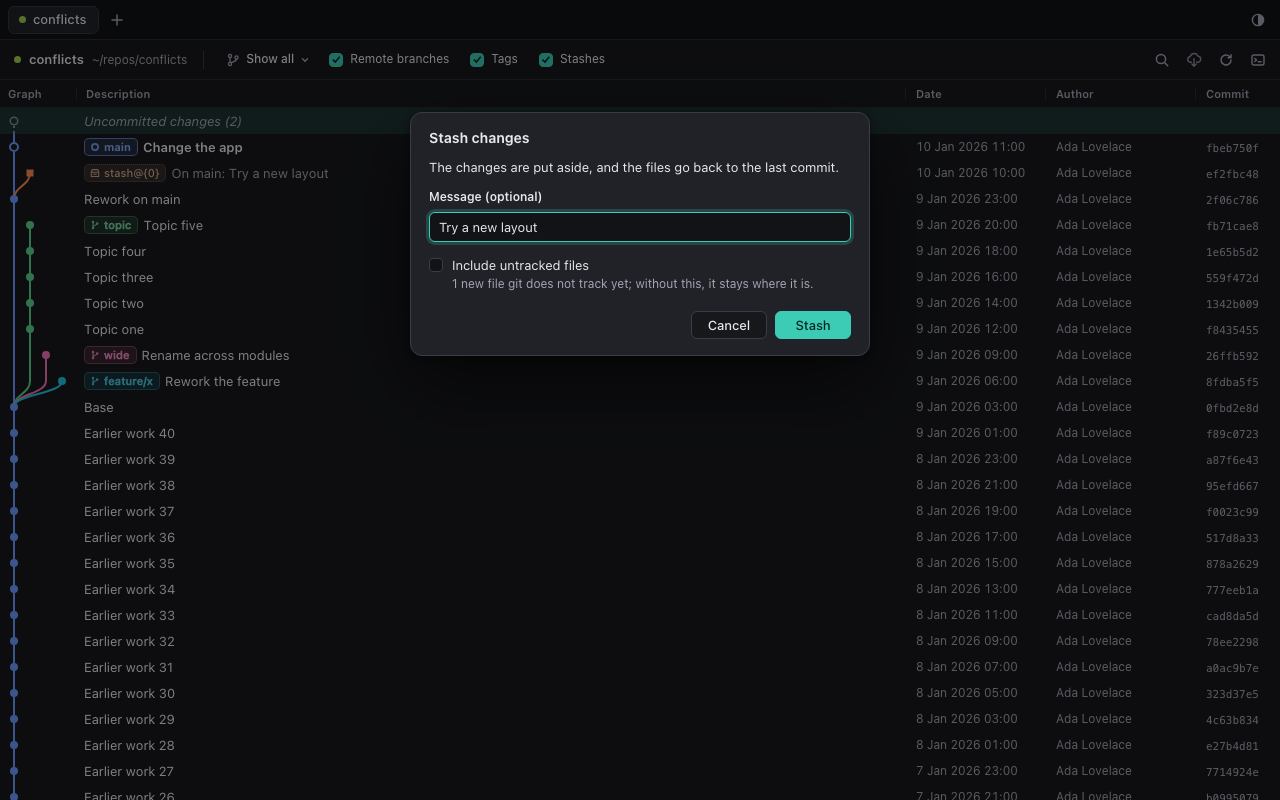 conflicts
conflicts ~/repos/conflicts Show all Remote branches Tags Stashes
Graph Description Date Author Commit
Uncommitted changes (2)
main Change the app 10 Jan 2026 11:00 Ada Lovelace fbeb750f
stash@{0} On main: Try a new layout 10 Jan 2026 10:00 Ada Lovelace ef2fbc48
Rework on main 9 Jan 2026 23:00 Ada Lovelace 2f06c786
topic Topic five 9 Jan 2026 20:00 Ada Lovelace fb71cae8
Topic four 9 Jan 2026 18:00 Ada Lovelace 1e65b5d2
Topic three 9 Jan 2026 16:00 Ada Lovelace 559f472d
Topic two 9 Jan 2026 14:00 Ada Lovelace 1342b009
Topic one 9 Jan 2026 12:00 Ada Lovelace f8435455
wide Rename across modules 9 Jan 2026 09:00 Ada Lovelace 26ffb592
feature/x Rework the feature 9 Jan 2026 06:00 Ada Lovelace 8fdba5f5
Base 9 Jan 2026 03:00 Ada Lovelace 0fbd2e8d
Earlier work 40 9 Jan 2026 01:00 Ada Lovelace f89c0723
Earlier work 39 8 Jan 2026 23:00 Ada Lovelace a87f6e43
Earlier work 38 8 Jan 2026 21:00 Ada Lovelace 95efd667
Earlier work 37 8 Jan 2026 19:00 Ada Lovelace f0023c99
Earlier work 36 8 Jan 2026 17:00 Ada Lovelace 517d8a33
Earlier work 35 8 Jan 2026 15:00 Ada Lovelace 878a2629
Earlier work 34 8 Jan 2026 13:00 Ada Lovelace 777eeb1a
Earlier work 33 8 Jan 2026 11:00 Ada Lovelace cad8da5d
Earlier work 32 8 Jan 2026 09:00 Ada Lovelace 78ee2298
Earlier work 31 8 Jan 2026 07:00 Ada Lovelace a0ac9b7e
Earlier work 30 8 Jan 2026 05:00 Ada Lovelace 323d37e5
Earlier work 29 8 Jan 2026 03:00 Ada Lovelace 4c63b834
Earlier work 28 8 Jan 2026 01:00 Ada Lovelace e27b4d81
Earlier work 27 7 Jan 2026 23:00 Ada Lovelace 7714924e
Earlier work 26 7 Jan 2026 21:00 Ada Lovelace b0995079
Stash changes
The changes are put aside, and the files go back to the last commit.
Message (optional)
Try a new layout
Include untracked files
1 new file git does not track yet; without this, it stays where it is.
Cancel Stash